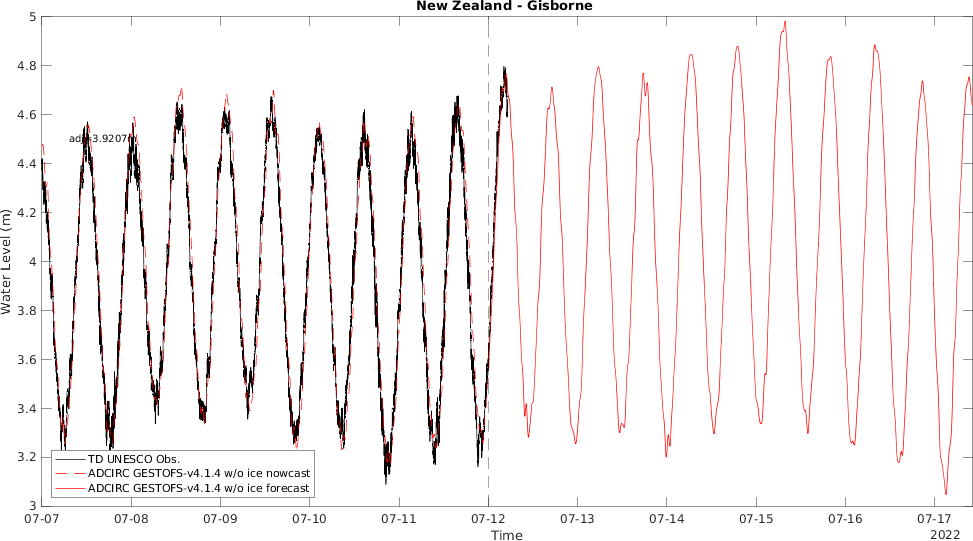 New Zealand - Gisborne
Water Level (m)
5
4.8
4.6
4.4
4.2
4
3.8
3.6
3.4
3.2
3
TD UNESCO Obs.
ADCIRC GESTOFS-v4.1.4 w/o ice nowcast
ADCIRC GESTOFS-v4.1.4 w/o ice forecast
07-07 07-08 07-09 07-10 07-11 07-12 07-13 07-14 07-15 07-16 07-17
Time
2022